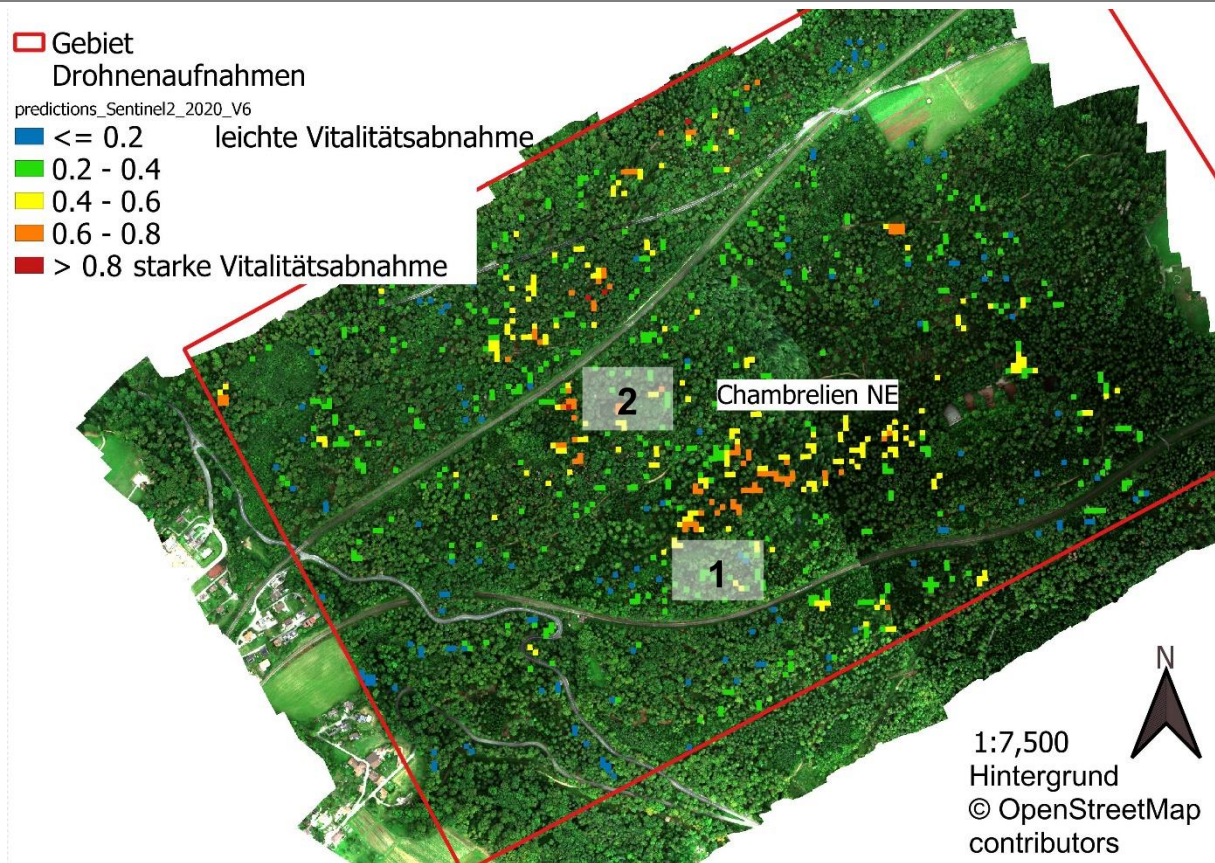 Gebiet
Drohnenaufnahmen
predictions_Sentinel2_2020_V6
<= 0.2 leichte Vitalitätsabnahme
0.2 - 0.4
0.4 - 0.6
0.6 - 0.8
> 0.8 starke Vitalitätsabnahme
2
Chambrelien NE
1
N
1:7,500
Hintergrund
© OpenStreetMap
contributors